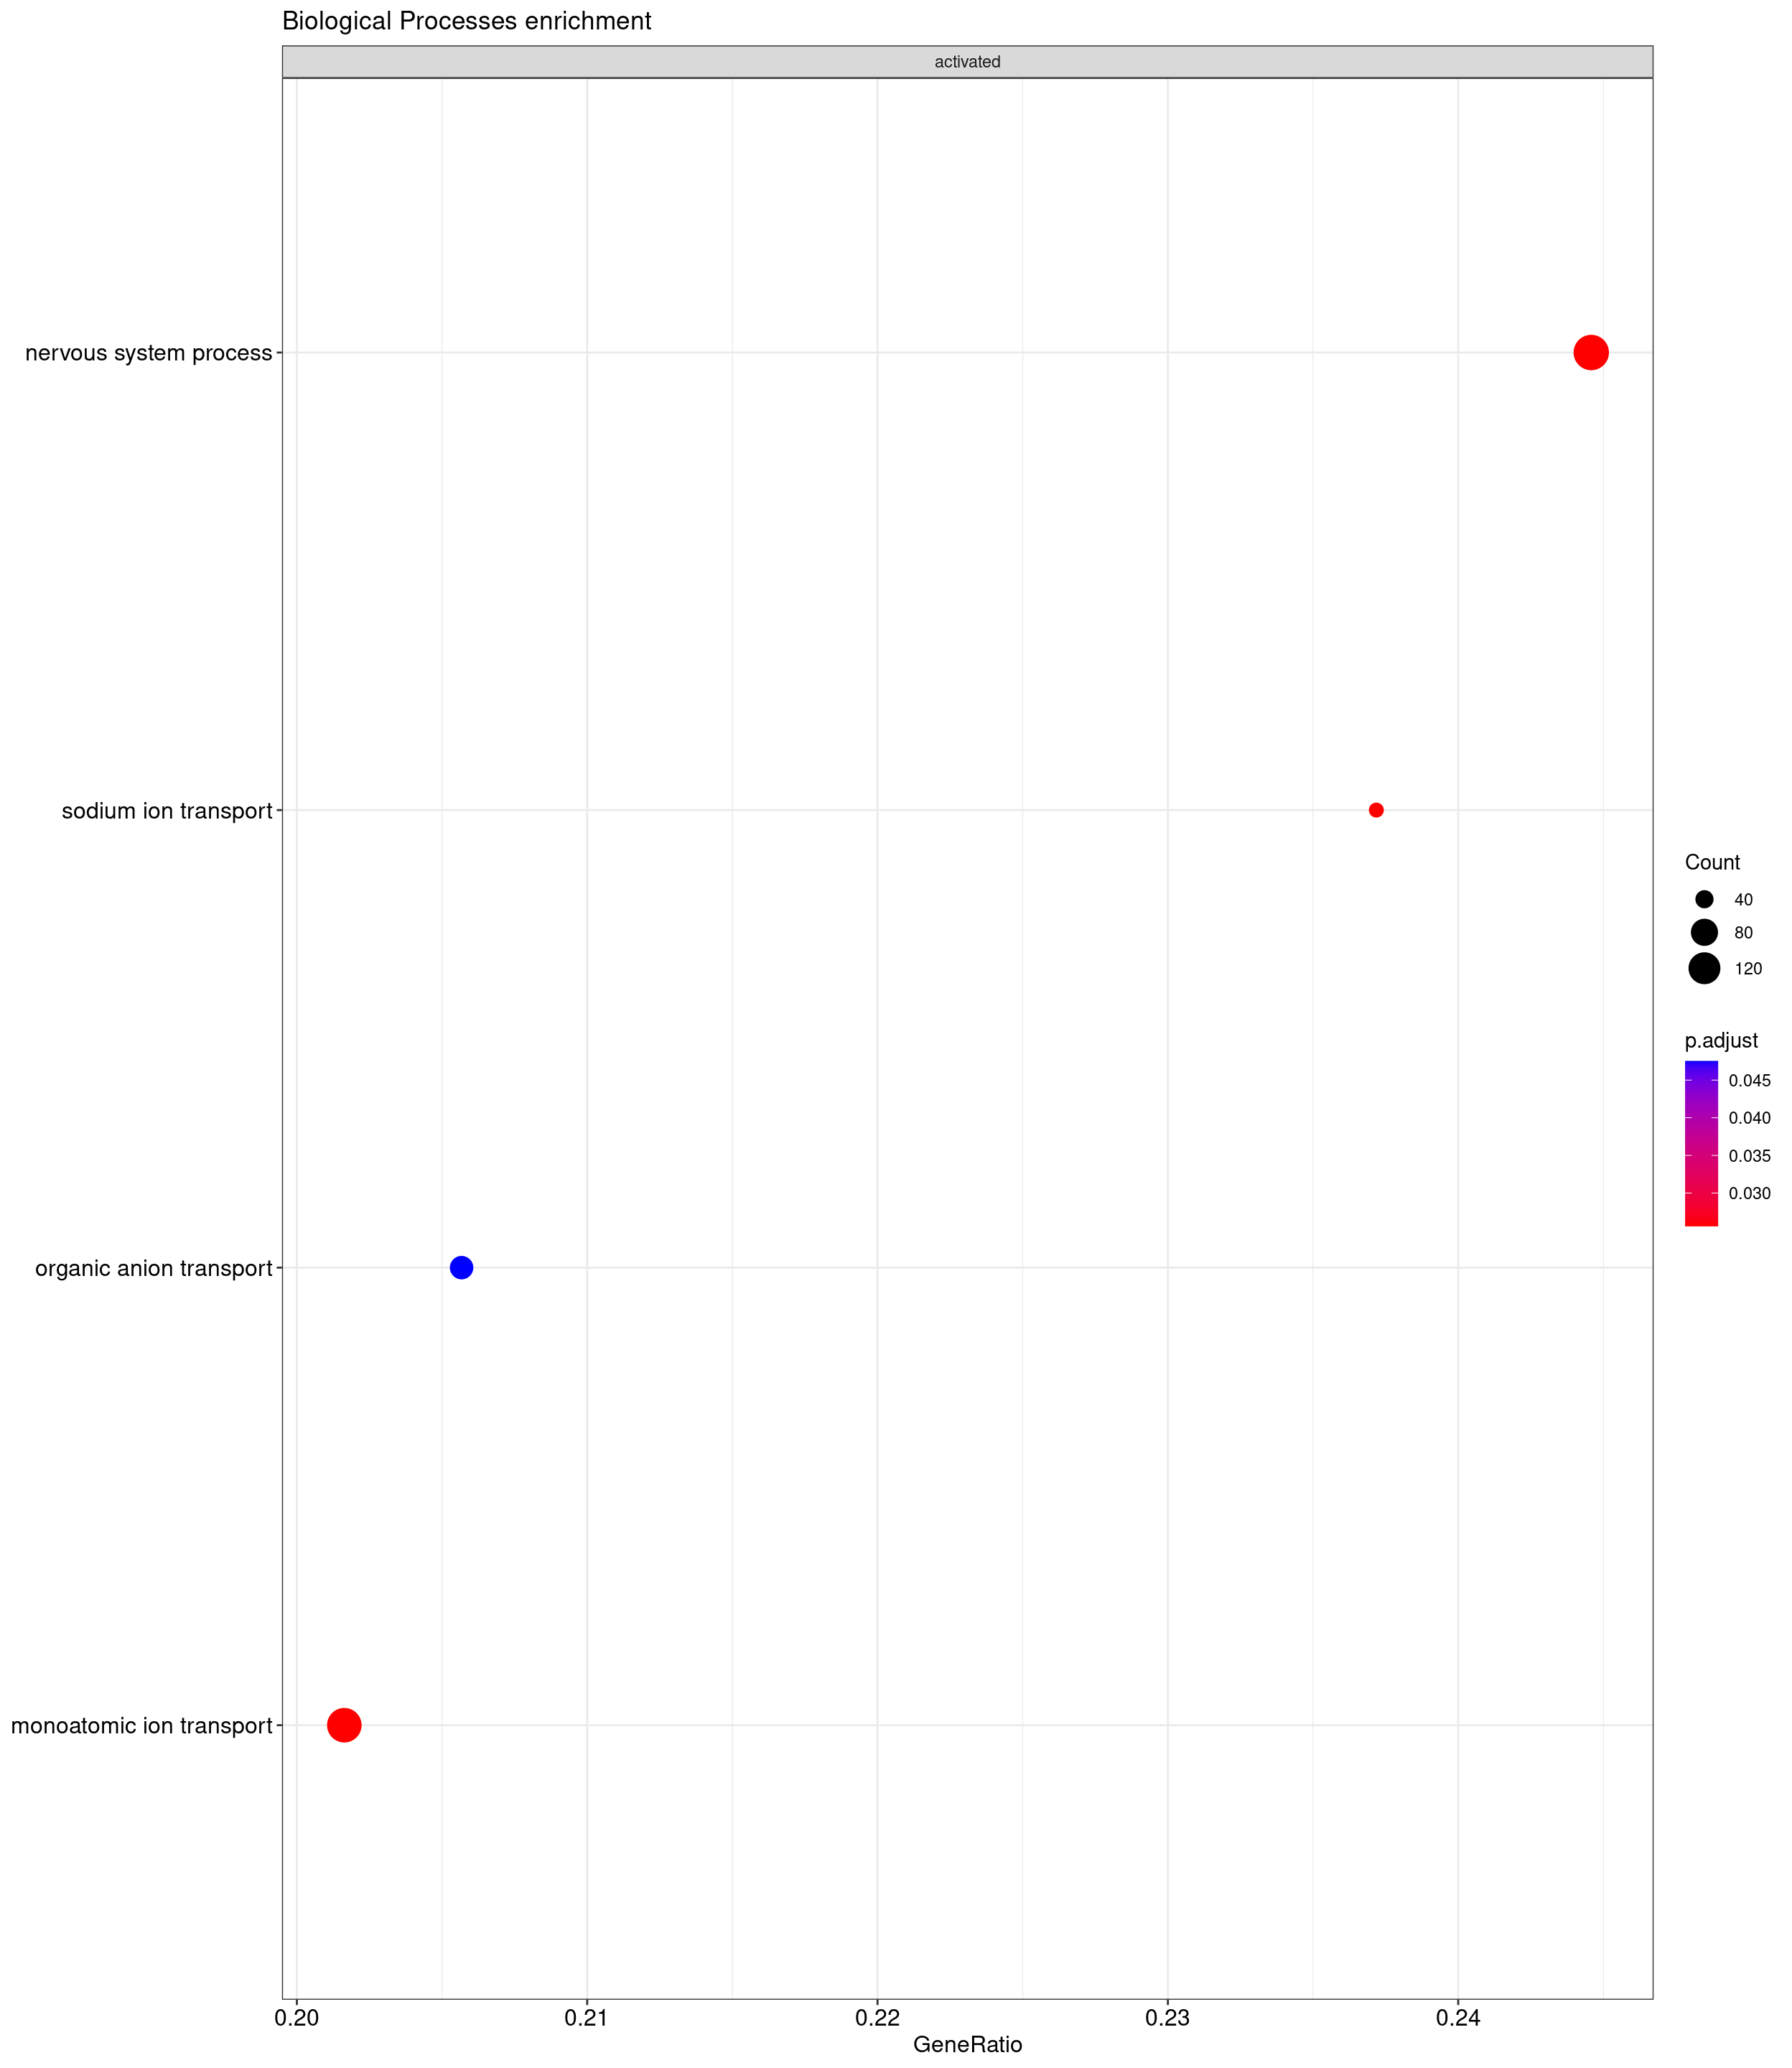 Biological Processes enrichment
activated
nervous system process
sodium ion transport
organic anion transport
monoatomic ion transport
0.20 0.21 0.22 0.23 0.24
GeneRatio
Count
40
80
120
p.adjust
0.045
0.040
0.035
0.030